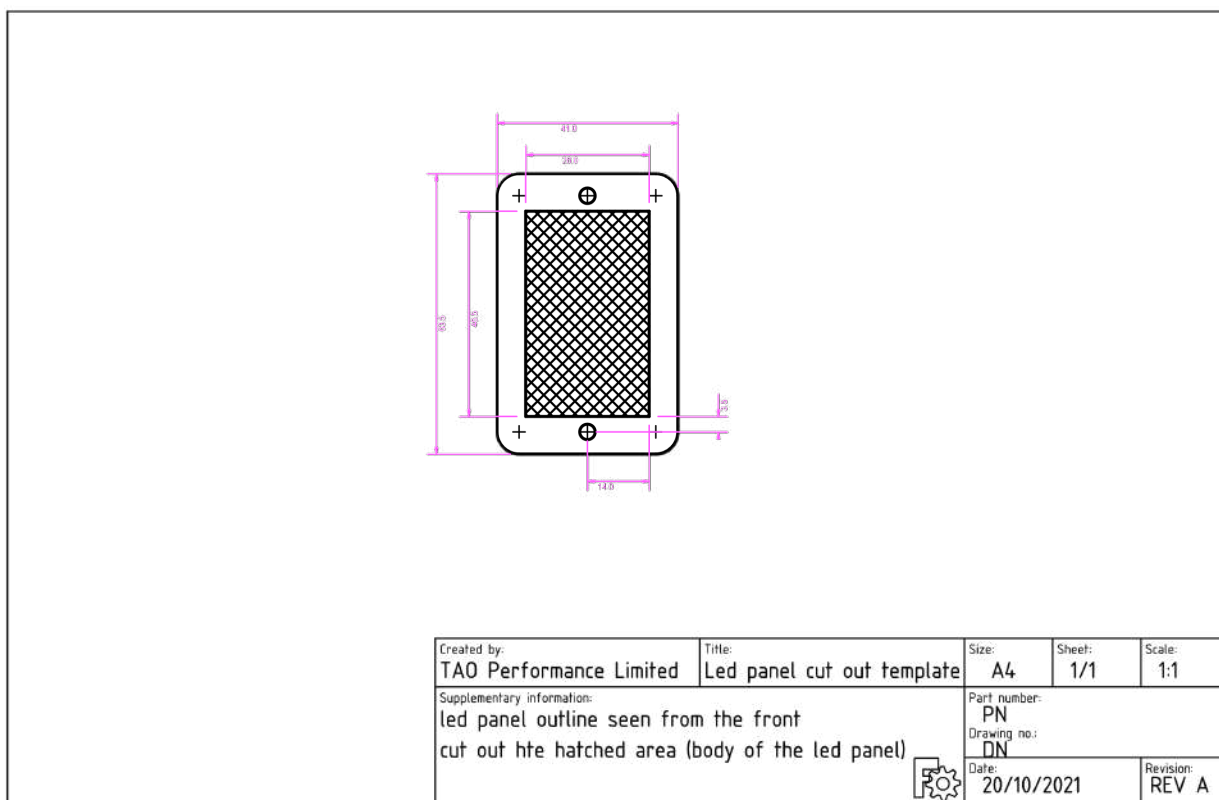 41.0
28.0
63.5
46.5
3.5
14.0
Created by:
TAO Performance Limited
Title:
Led panel cut out template
Size:
A4
Sheet:
1/1
Scale:
1:1
Supplementary information:
led panel outline seen from the front
cut out hte hatched area (body of the led panel)
Part number:
PN
Drawing no.:
DN
Date:
20/10/2021
Revision:
REV A